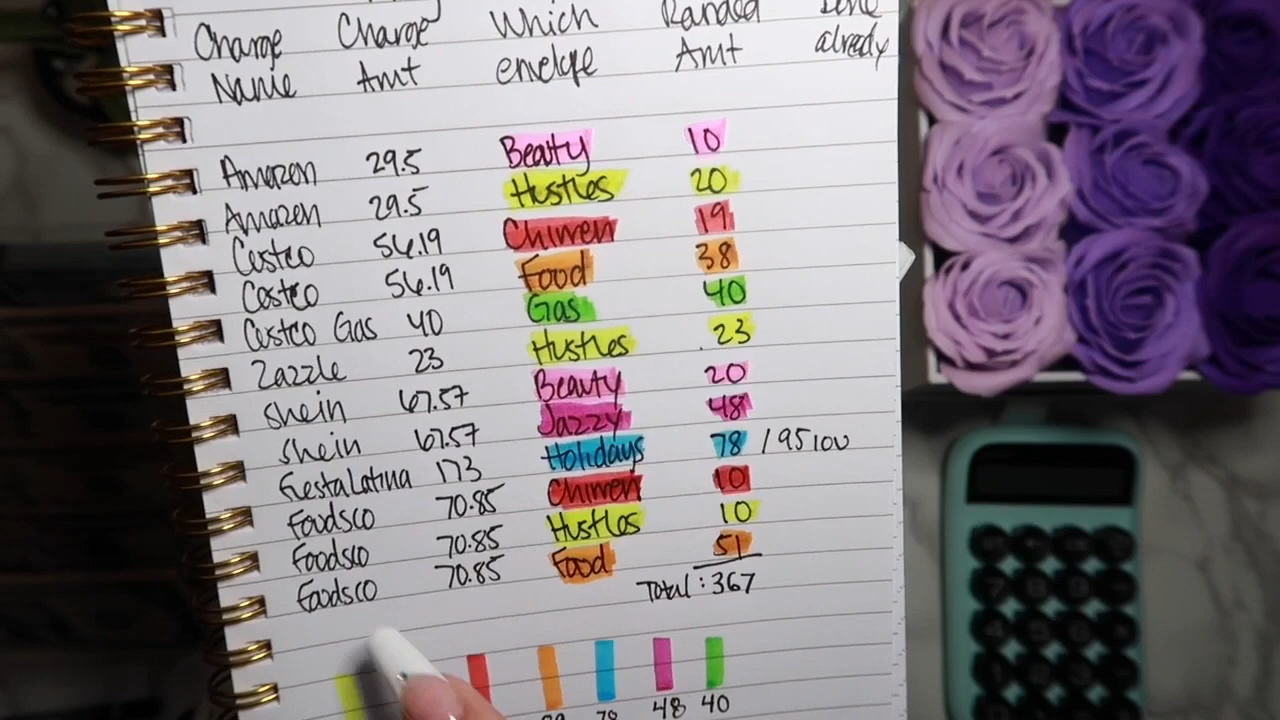 Charge Charge Which Rounded already
Name Amt envelope Amt
Amazon 29.5 Beauty 10
Amazon 29.5 Hustles 20
Costco 56.19 Chimen 19
Costco 56.19 Food 38
Costco Gas 40 Gas 40
Zazzle 23 Hustles 23
Shein 67.57 Beauty 20
Shein 67.57 Jazzy 48
FiestaLatina 173 Holidays 78 / 95 100
Foodsco 70.85 Chimen 10
Foodsco 70.85 Hustles 10
Foodsco 70.85 Food 51
Total: 367
78 48 40